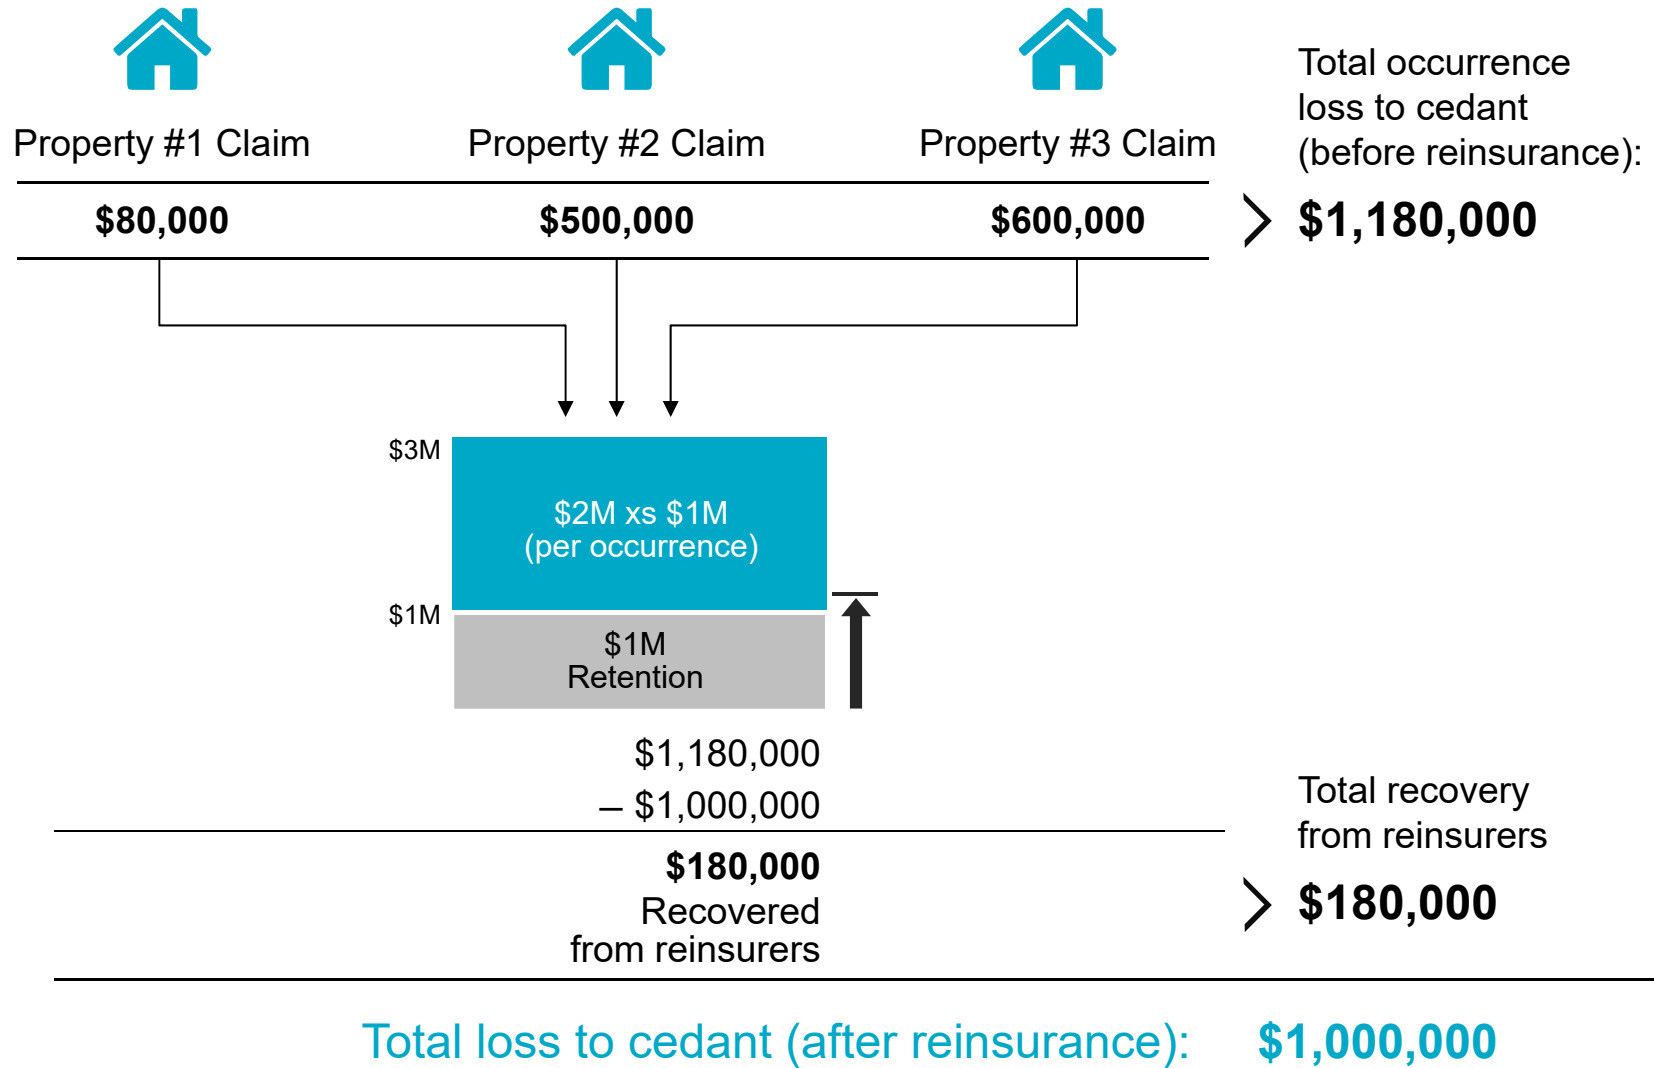 Property #1 Claim
Property #2 Claim
Property #3 Claim
Total occurrence
loss to cedant
(before reinsurance):
$80,000
$500,000
$600,000
$1,180,000
$3M
$2M xs $1M
(per occurrence)
$1M
$1M
Retention
$1,180,000
– $1,000,000
$180,000
Recovered
from reinsurers
Total recovery
from reinsurers
$180,000
Total loss to cedant (after reinsurance): $1,000,000